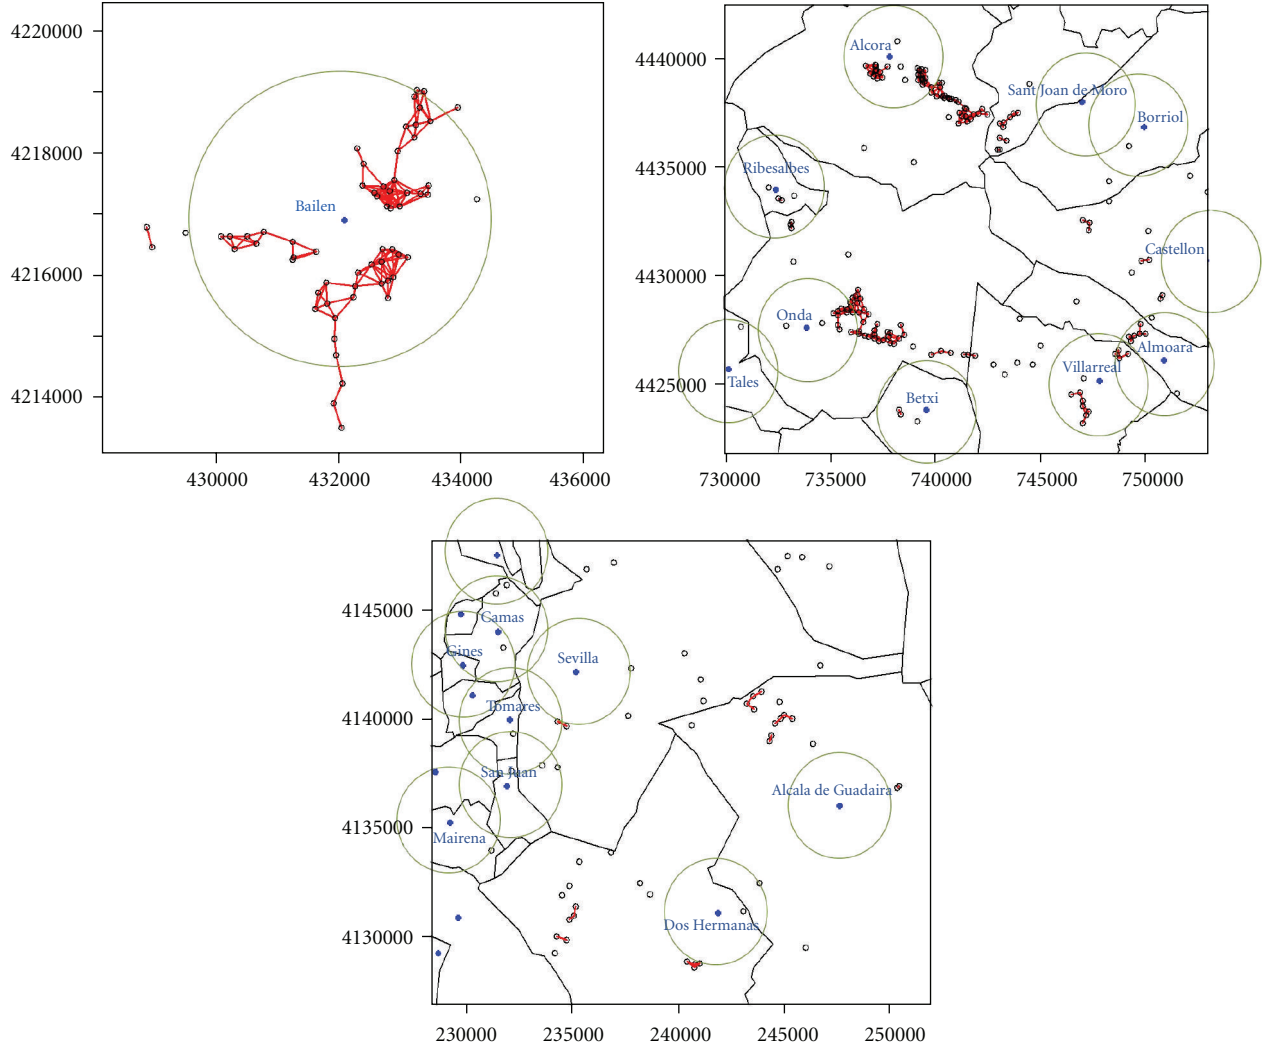 4220000
4218000
4216000
4214000
Bailen
430000 432000 434000 436000
4440000
4435000
4430000
4425000
Alcora
Sant Joan de Moro
Borriol
Ribesalbes
Castellon
Onda
Almoara
Villarreal
Tales
Betxi
730000 735000 740000 745000 750000
4145000
4140000
4135000
4130000
Camas
Gines
Sevilla
Tomares
San Juan
Alcala de Guadaira
Mairena
Dos Hermanas
230000 235000 240000 245000 250000